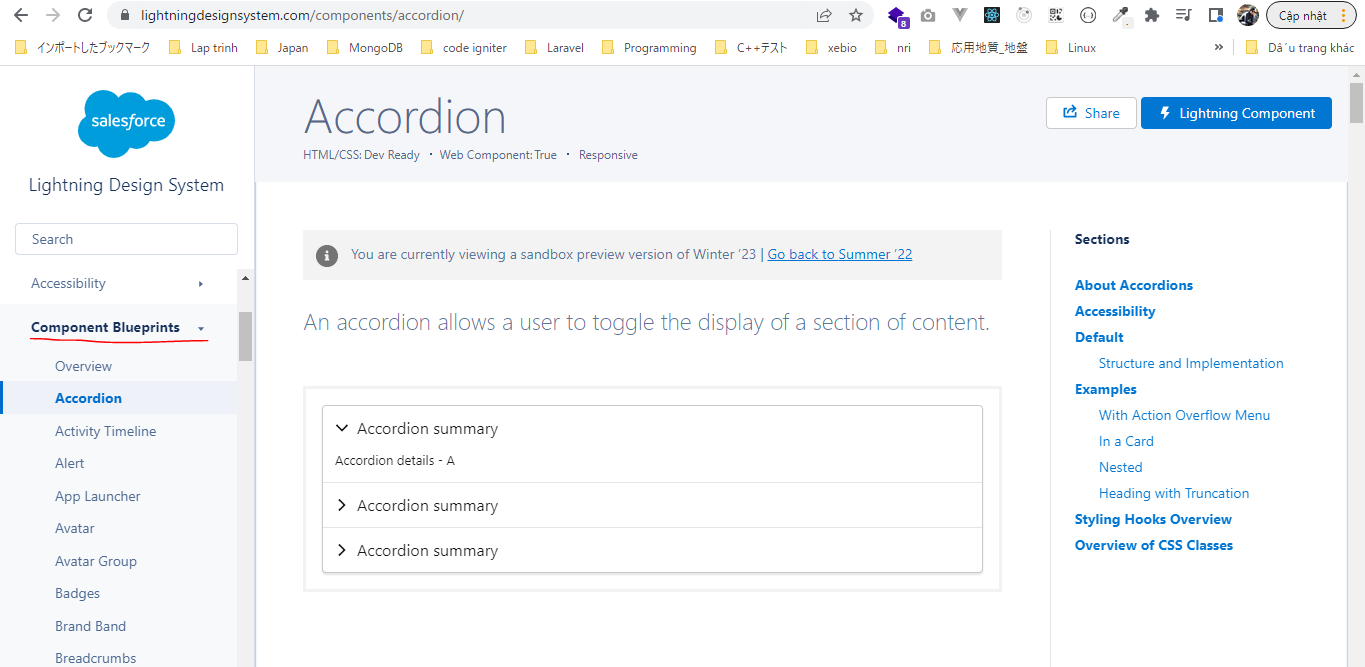 lightningdesignsystem.com/components/accordion/
8
Cập nhật
インポートしたブックマーク
Lap trinh
Japan
MongoDB
code igniter
Laravel
Programming
C++テスト
xebio
nri
応用地質_地盤
Linux
»
Dấu trang khác
salesforce
Lightning Design System
Search
Accessibility
Component Blueprints
Overview
Accordion
Activity Timeline
Alert
App Launcher
Avatar
Avatar Group
Badges
Brand Band
Breadcrumbs
Accordion
HTML/CSS: Dev Ready · Web Component: True · Responsive
Share
Lightning Component
You are currently viewing a sandbox preview version of Winter ’23 | Go back to Summer ’22
An accordion allows a user to toggle the display of a section of content.
Accordion summary
Accordion details - A
Accordion summary
Accordion summary
Sections
About Accordions
Accessibility
Default
Structure and Implementation
Examples
With Action Overflow Menu
In a Card
Nested
Heading with Truncation
Styling Hooks Overview
Overview of CSS Classes